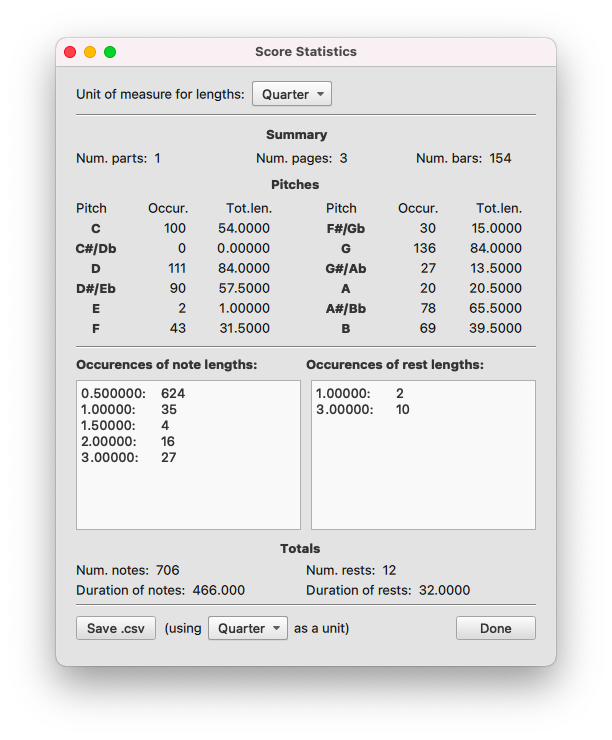 Score Statistics
Unit of measure for lengths: Quarter
Summary
Num. parts: 1 Num. pages: 3 Num. bars: 154
Pitches
Pitch Occur. Tot.len. Pitch Occur. Tot.len.
C 100 54.0000 F#/Gb 30 15.0000
C#/Db 0 0.00000 G 136 84.0000
D 111 84.0000 G#/Ab 27 13.5000
D#/Eb 90 57.5000 A 20 20.5000
E 2 1.00000 A#/Bb 78 65.5000
F 43 31.5000 B 69 39.5000
Occurences of note lengths: Occurences of rest lengths:
0.500000: 624 1.00000: 2
1.00000: 35 3.00000: 10
1.50000: 4
2.00000: 16
3.00000: 27
Totals
Num. notes: 706 Num. rests: 12
Duration of notes: 466.000 Duration of rests: 32.0000
Save .csv (using Quarter as a unit) Done